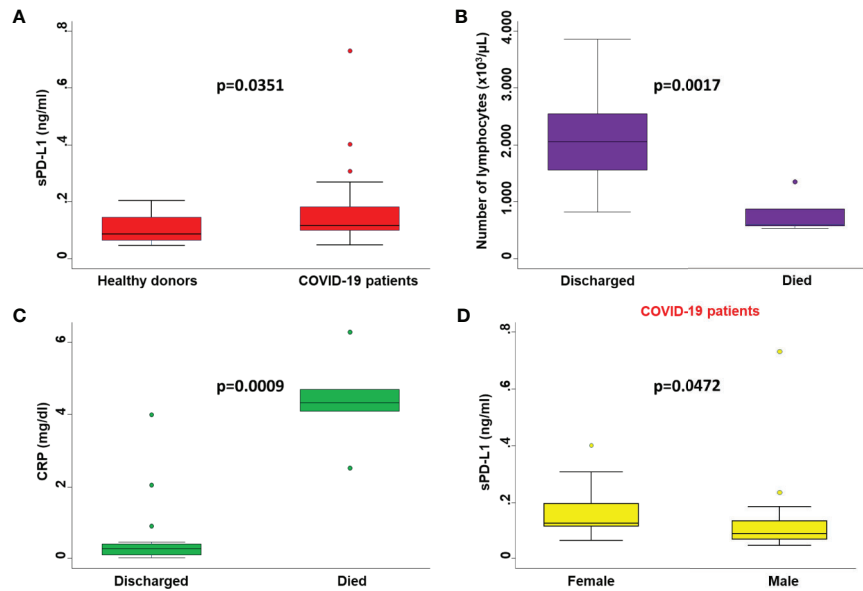 A
sPD-L1 (ng/ml)
.8
.6
.4
.2
0
p=0.0351
Healthy donors
COVID-19 patients
B
Number of lymphocytes (x10³/µL)
4.000
3.000
2.000
1.000
0.000
p=0.0017
Discharged
Died
C
CRP (mg/dl)
6
4
2
0
p=0.0009
Discharged
Died
D
COVID-19 patients
sPD-L1 (ng/ml)
.8
.6
.4
.2
0
p=0.0472
Female
Male